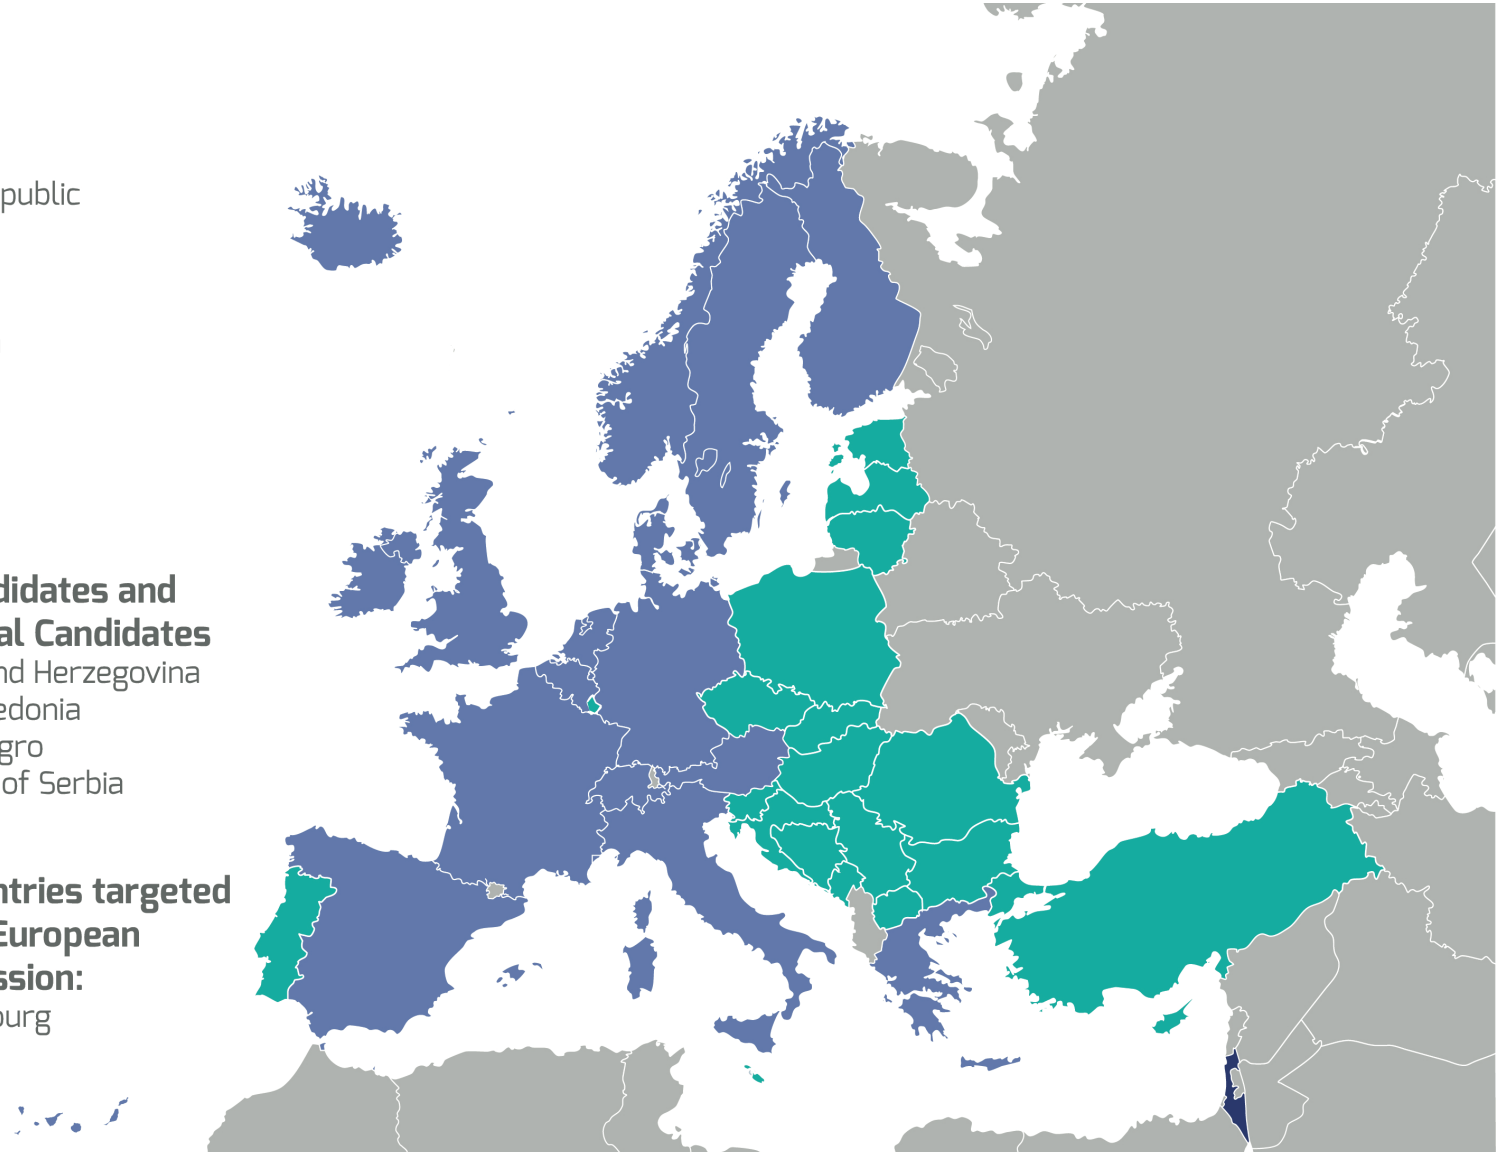 public
didates and
al Candidates
nd Herzegovina
edonia
gro
of Serbia
ntries targeted
European
ssion:
ourg